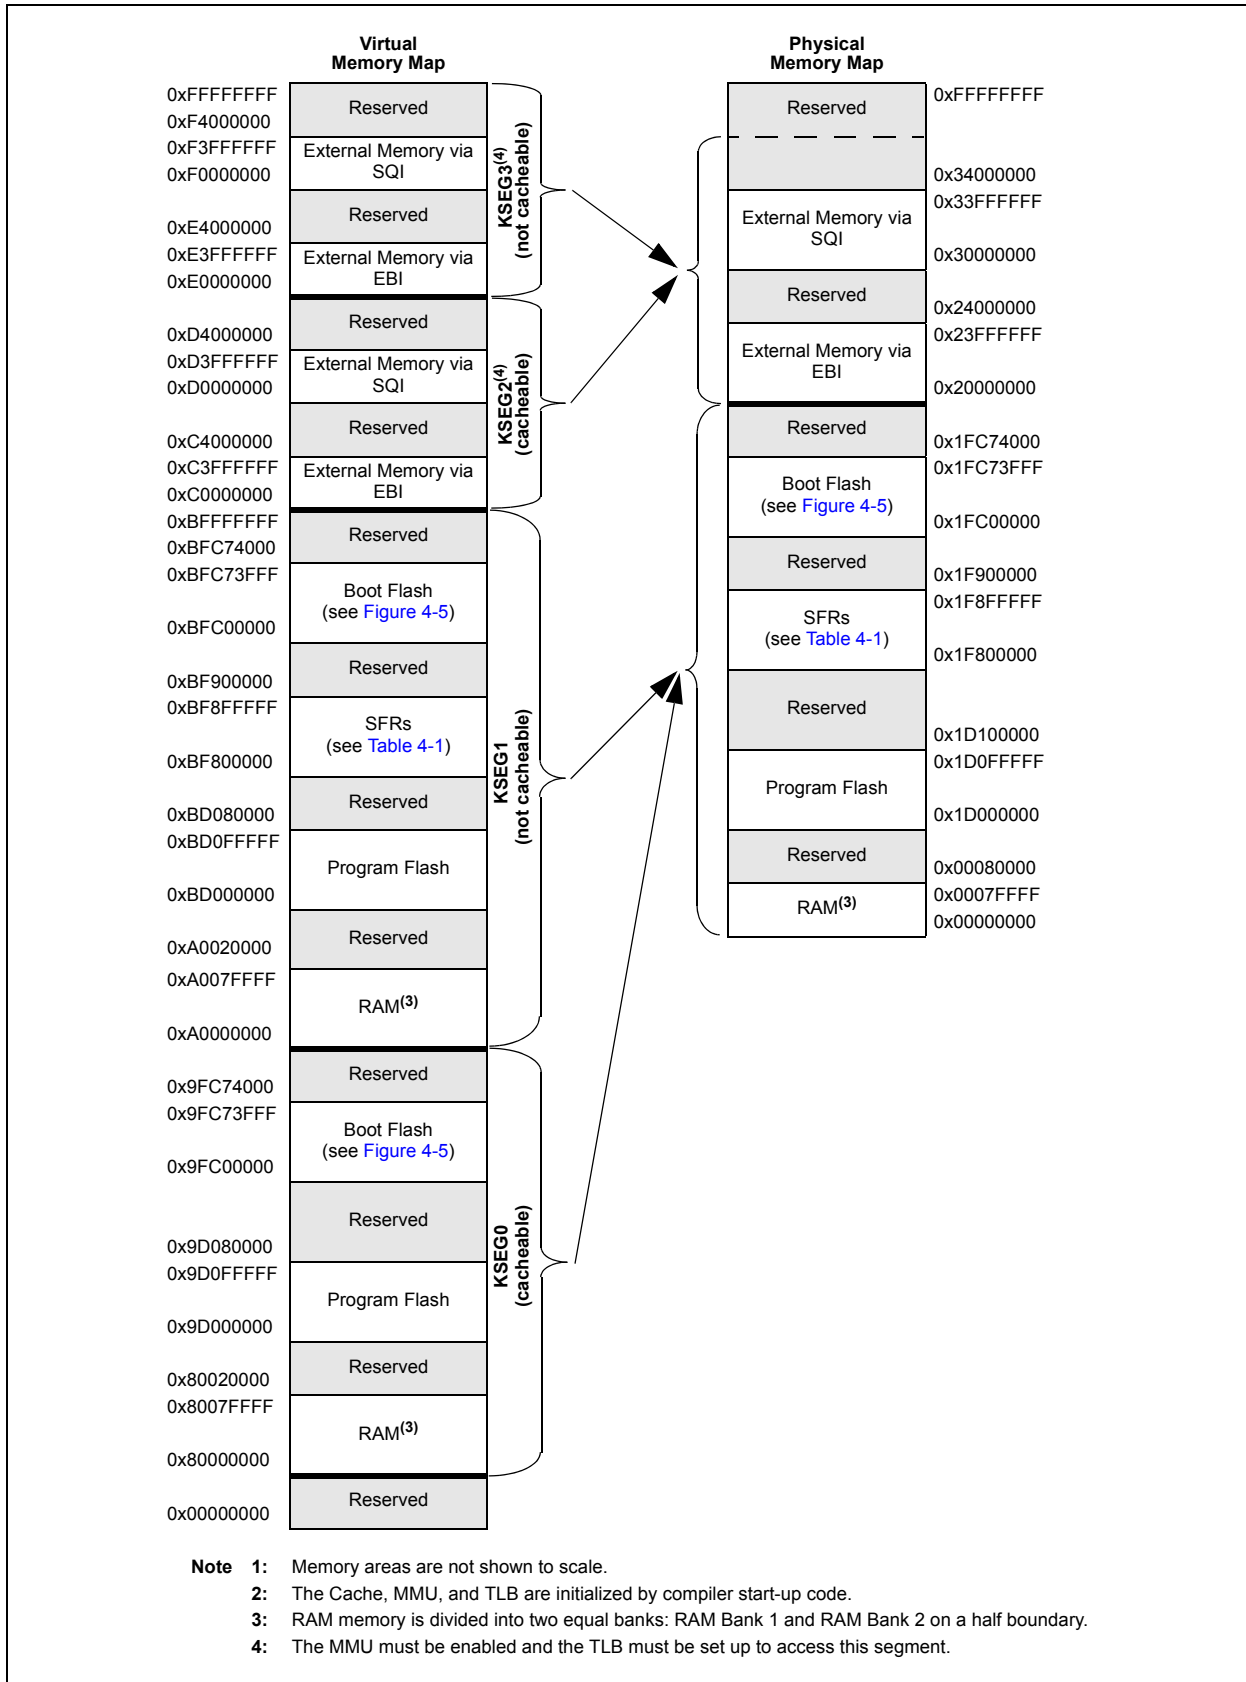 Virtual
Memory Map
0xFFFFFFFF
Reserved
0xF4000000
0xF3FFFFFF
External Memory via
SQI
0xF0000000
Reserved
0xE4000000
0xE3FFFFFF
External Memory via
EBI
0xE0000000
KSEG3(4)
(not cacheable)
Reserved
0xD4000000
0xD3FFFFFF
External Memory via
SQI
0xD0000000
Reserved
0xC4000000
0xC3FFFFFF
External Memory via
EBI
0xC0000000
KSEG2(4)
(cacheable)
0xBFFFFFFF
Reserved
0xBFC74000
0xBFC73FFF
Boot Flash
(see Figure 4-5)
0xBFC00000
Reserved
0xBF900000
0xBF8FFFFF
SFRs
(see Table 4-1)
0xBF800000
Reserved
0xBD080000
0xBD0FFFFF
Program Flash
0xBD000000
Reserved
0xA0020000
0xA007FFFF
RAM(3)
0xA0000000
KSEG1
(not cacheable)
Reserved
0x9FC74000
0x9FC73FFF
Boot Flash
(see Figure 4-5)
0x9FC00000
Reserved
0x9D080000
0x9D0FFFFF
Program Flash
0x9D000000
Reserved
0x80020000
0x8007FFFF
RAM(3)
0x80000000
KSEG0
(cacheable)
Reserved
0x00000000
Physical
Memory Map
0xFFFFFFFF
Reserved
0x34000000
0x33FFFFFF
External Memory via
SQI
0x30000000
Reserved
0x24000000
0x23FFFFFF
External Memory via
EBI
0x20000000
Reserved
0x1FC74000
0x1FC73FFF
Boot Flash
(see Figure 4-5)
0x1FC00000
Reserved
0x1F900000
0x1F8FFFFF
SFRs
(see Table 4-1)
0x1F800000
Reserved
0x1D100000
0x1D0FFFFF
Program Flash
0x1D000000
Reserved
0x00080000
0x0007FFFF
RAM(3)
0x00000000
Note 1: Memory areas are not shown to scale.
2: The Cache, MMU, and TLB are initialized by compiler start-up code.
3: RAM memory is divided into two equal banks: RAM Bank 1 and RAM Bank 2 on a half boundary.
4: The MMU must be enabled and the TLB must be set up to access this segment.